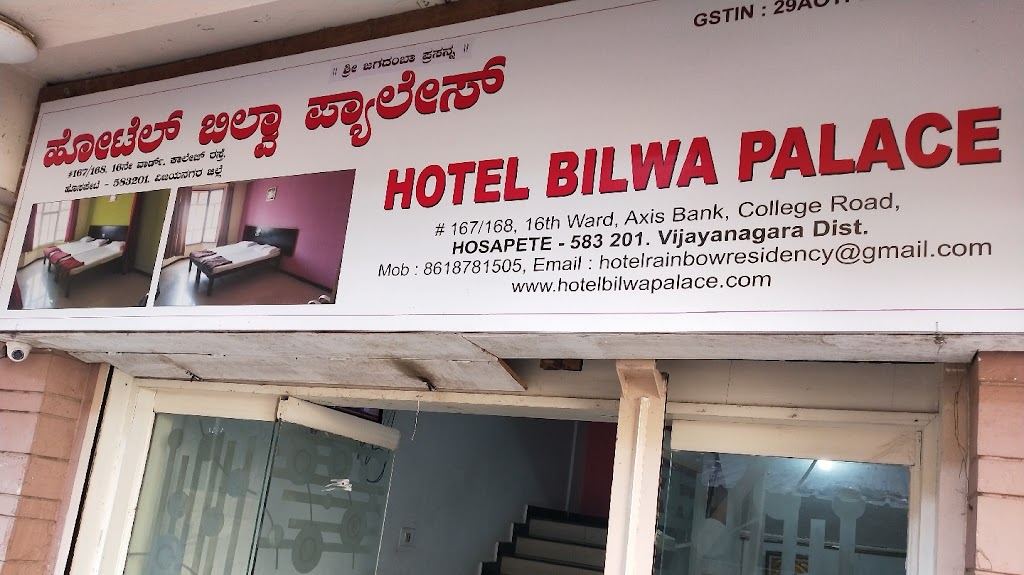 GSTIN : 29AO
॥ ಶ್ರೀ ಜಗದಂಬಾ ಪ್ರಸನ್ನ ॥
ಹೋಟೆಲ್ ಬಿಲ್ವಾ ಪ್ಯಾಲೇಸ್
#167/168, 16ನೇ ವಾರ್ಡ್, ಕಾಲೇಜ್ ರಸ್ತೆ,
ಹೊಸಪೇಟೆ - 583201. ವಿಜಯನಗರ ಜಿಲ್ಲೆ
HOTEL BILWA PALACE
# 167/168, 16th Ward, Axis Bank, College Road,
HOSAPETE - 583 201. Vijayanagara Dist.
Mob : 8618781505, Email : hotelrainbowresidency@gmail.com
www.hotelbilwapalace.com